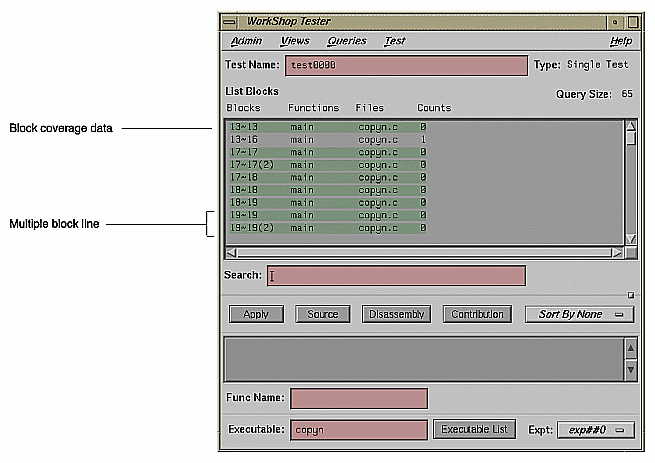 WorkShop Tester
Admin Views Queries Test Help
Test Name: test0000 Type: Single Test
List Blocks Query Size: 65
Blocks Functions Files Counts
Block coverage data
13~13 main copyn.c 0
13~16 main copyn.c 1
17~17 main copyn.c 0
17~17(2) main copyn.c 0
17~18 main copyn.c 0
18~18 main copyn.c 0
18~19 main copyn.c 0
Multiple block line
19~19 main copyn.c 0
19~19(2) main copyn.c 0
Search:
Apply Source Disassembly Contribution Sort By None
Func Name:
Executable: copyn Executable List Expt: exp##0